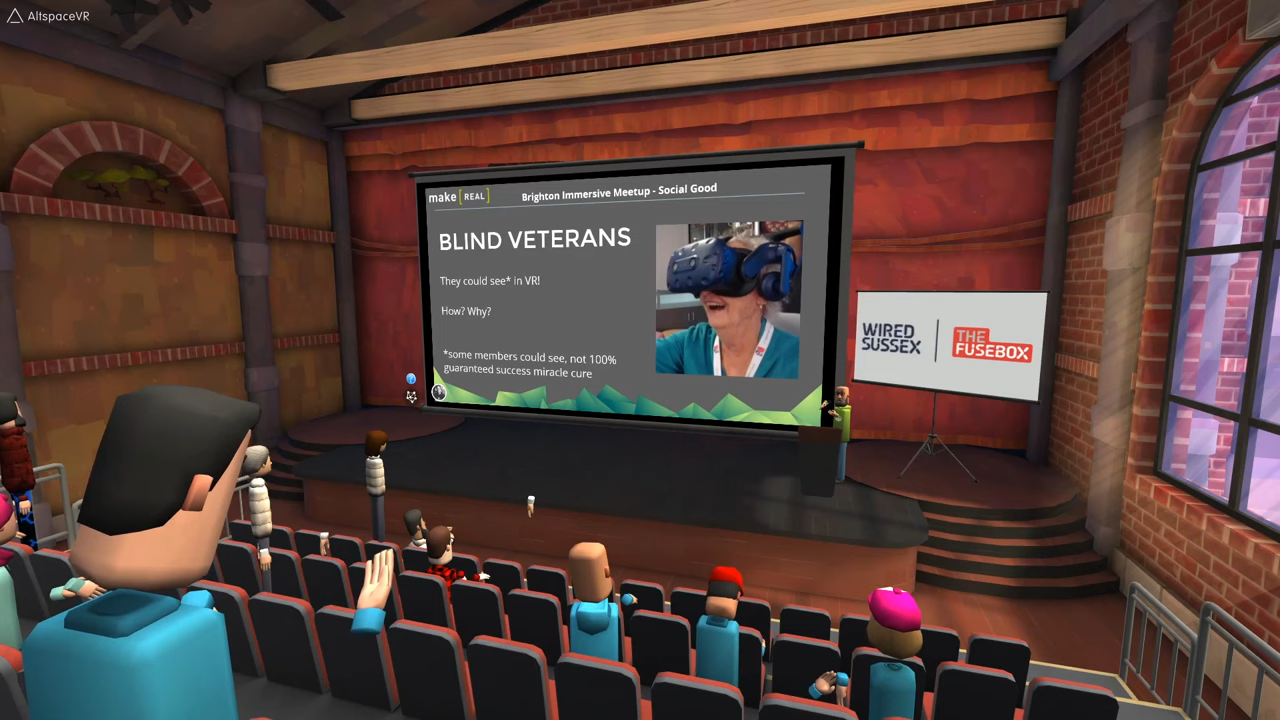 AltspaceVR
make[REAL]
Brighton Immersive Meetup - Social Good
BLIND VETERANS
They could see* in VR!
How? Why?
*some members could see, not 100%
guaranteed success miracle cure
WIRED
SUSSEX
THE
FUSEBOX